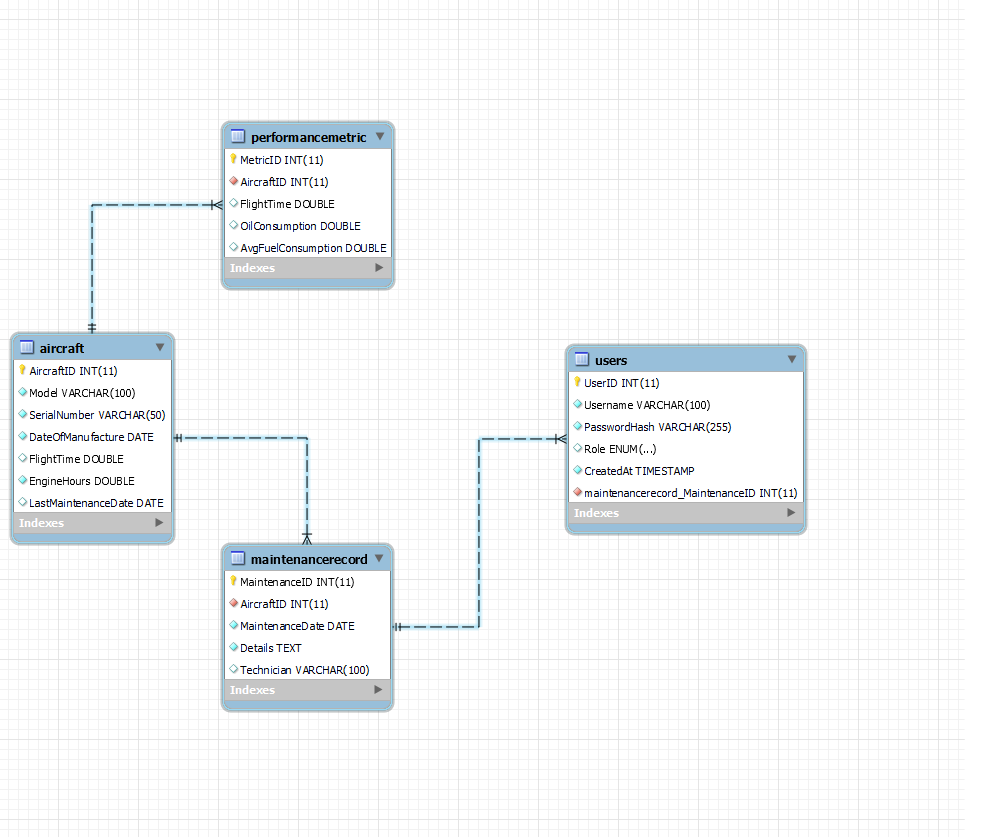 performancemetric
MetricID INT(11)
AircraftID INT(11)
FlightTime DOUBLE
OilConsumption DOUBLE
AvgFuelConsumption DOUBLE
Indexes
aircraft
AircraftID INT(11)
Model VARCHAR(100)
SerialNumber VARCHAR(50)
DateOfManufacture DATE
FlightTime DOUBLE
EngineHours DOUBLE
LastMaintenanceDate DATE
Indexes
users
UserID INT(11)
Username VARCHAR(100)
PasswordHash VARCHAR(255)
Role ENUM(...)
CreatedAt TIMESTAMP
maintenancerecord_MaintenanceID INT(11)
Indexes
maintenancerecord
MaintenanceID INT(11)
AircraftID INT(11)
MaintenanceDate DATE
Details TEXT
Technician VARCHAR(100)
Indexes